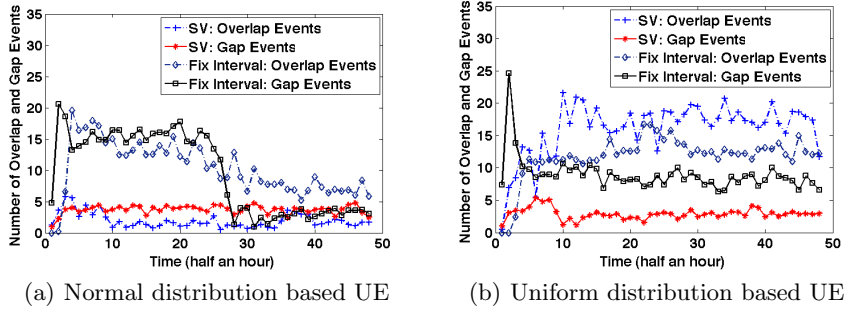 (a)
35
30
25
20
15
10
5
0
Number of Overlap and Gap Events
SV: Overlap Events
SV: Gap Events
Fix Interval: Overlap Events
Fix Interval: Gap Events
0 10 20 30 40 50
Time (half an hour)
(a) Normal distribution based UE
(b)
35
30
25
20
15
10
5
0
Number of Overlap and Gap Events
SV: Overlap Events
SV: Gap Events
Fix Interval: Overlap Events
Fix Interval: Gap Events
0 10 20 30 40 50
Time (half an hour)
(b) Uniform distribution based UE